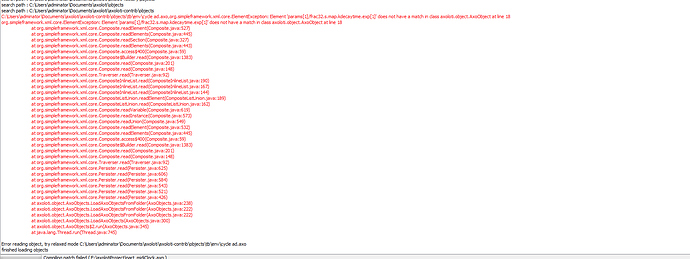 search path : C:\Users\adminator\Documents\axoloti\objects
search path : C:\Users\adminator\Documents\axoloti\axoloti-contrib\objects
C:\Users\adminator\Documents\axoloti\axoloti-contrib\objects\tb\env\cycle ad.axo,org.simpleframework.xml.core.ElementException: Element 'params[1]/frac32.s.map.kdecaytime.exp[1]' does not have a match in class axoloti.object.AxoObject at line 18
org.simpleframework.xml.core.ElementException: Element 'params[1]/frac32.s.map.kdecaytime.exp[1]' does not have a match in class axoloti.object.AxoObject at line 18
at org.simpleframework.xml.core.Composite.readElement(Composite.java:527)
at org.simpleframework.xml.core.Composite.readElements(Composite.java:445)
at org.simpleframework.xml.core.Composite.readSection(Composite.java:327)
at org.simpleframework.xml.core.Composite.readElements(Composite.java:443)
at org.simpleframework.xml.core.Composite.access$400(Composite.java:59)
at org.simpleframework.xml.core.Composite$Builder.read(Composite.java:1383)
at org.simpleframework.xml.core.Composite.read(Composite.java:201)
at org.simpleframework.xml.core.Composite.read(Composite.java:148)
at org.simpleframework.xml.core.Traverser.read(Traverser.java:92)
at org.simpleframework.xml.core.CompositeInlineList.read(CompositeInlineList.java:190)
at org.simpleframework.xml.core.CompositeInlineList.read(CompositeInlineList.java:167)
at org.simpleframework.xml.core.CompositeInlineList.read(CompositeInlineList.java:144)
at org.simpleframework.xml.core.CompositeListUnion.readElement(CompositeListUnion.java:189)
at org.simpleframework.xml.core.CompositeListUnion.read(CompositeListUnion.java:162)
at org.simpleframework.xml.core.Composite.readVariable(Composite.java:619)
at org.simpleframework.xml.core.Composite.readInstance(Composite.java:573)
at org.simpleframework.xml.core.Composite.readUnion(Composite.java:549)
at org.simpleframework.xml.core.Composite.readElement(Composite.java:532)
at org.simpleframework.xml.core.Composite.readElements(Composite.java:445)
at org.simpleframework.xml.core.Composite.access$400(Composite.java:59)
at org.simpleframework.xml.core.Composite$Builder.read(Composite.java:1383)
at org.simpleframework.xml.core.Composite.read(Composite.java:201)
at org.simpleframework.xml.core.Composite.read(Composite.java:148)
at org.simpleframework.xml.core.Traverser.read(Traverser.java:92)
at org.simpleframework.xml.core.Persister.read(Persister.java:625)
at org.simpleframework.xml.core.Persister.read(Persister.java:606)
at org.simpleframework.xml.core.Persister.read(Persister.java:584)
at org.simpleframework.xml.core.Persister.read(Persister.java:543)
at org.simpleframework.xml.core.Persister.read(Persister.java:521)
at org.simpleframework.xml.core.Persister.read(Persister.java:426)
at axoloti.object.AxoObjects.LoadAxoObjectsFromFolder(AxoObjects.java:236)
at axoloti.object.AxoObjects.LoadAxoObjectsFromFolder(AxoObjects.java:222)
at axoloti.object.AxoObjects.LoadAxoObjectsFromFolder(AxoObjects.java:222)
at axoloti.object.AxoObjects.LoadAxoObjects(AxoObjects.java:300)
at axoloti.object.AxoObjects$2.run(AxoObjects.java:345)
at java.lang.Thread.run(Thread.java:745)
Error reading object, try relaxed mode C:\Users\adminator\Documents\axoloti\axoloti-contrib\objects\tb\env\cycle ad.axo
finished loading objects